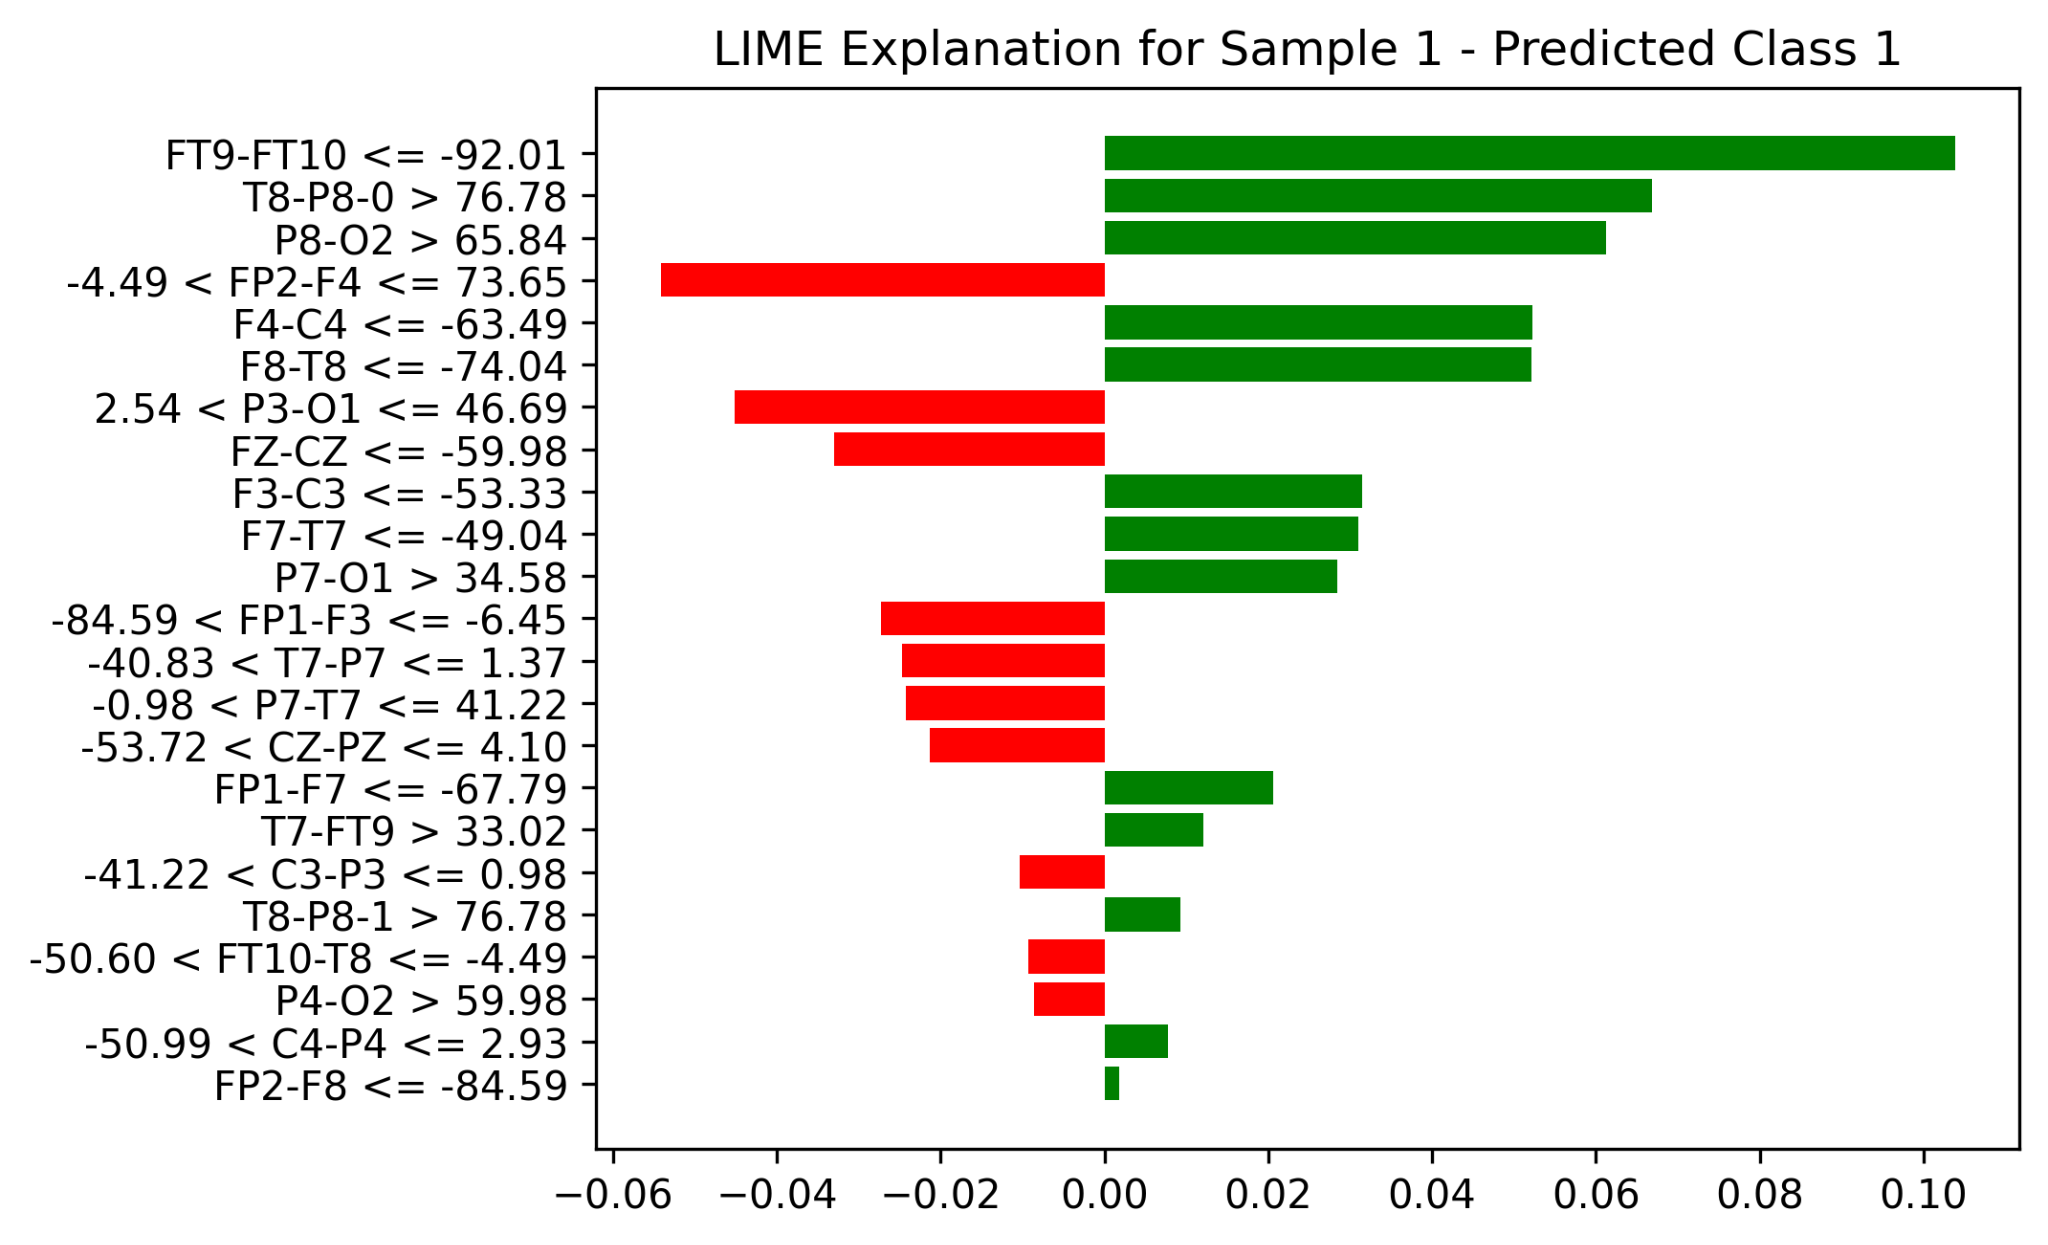 LIME Explanation for Sample 1 - Predicted Class 1
FT9-FT10 <= -92.01
T8-P8-0 > 76.78
P8-O2 > 65.84
-4.49 < FP2-F4 <= 73.65
F4-C4 <= -63.49
F8-T8 <= -74.04
2.54 < P3-O1 <= 46.69
FZ-CZ <= -59.98
F3-C3 <= -53.33
F7-T7 <= -49.04
P7-O1 > 34.58
-84.59 < FP1-F3 <= -6.45
-40.83 < T7-P7 <= 1.37
-0.98 < P7-T7 <= 41.22
-53.72 < CZ-PZ <= 4.10
FP1-F7 <= -67.79
T7-FT9 > 33.02
-41.22 < C3-P3 <= 0.98
T8-P8-1 > 76.78
-50.60 < FT10-T8 <= -4.49
P4-O2 > 59.98
-50.99 < C4-P4 <= 2.93
FP2-F8 <= -84.59
−0.06 −0.04 −0.02 0.00 0.02 0.04 0.06 0.08 0.10